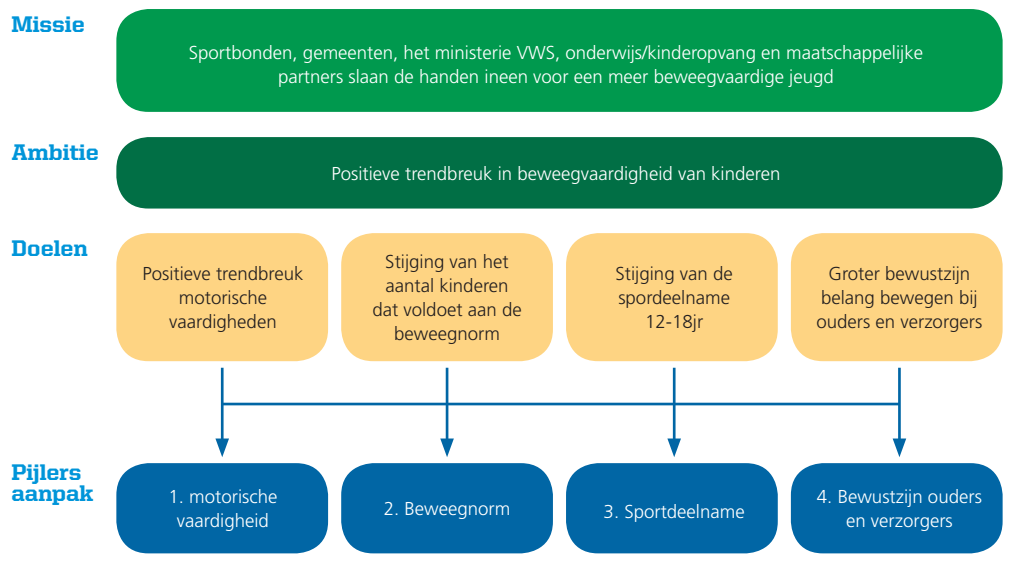 Missie
Sportbonden, gemeenten, het ministerie VWS, onderwijs/kinderopvang en maatschappelijke
partners slaan de handen ineen voor een meer beweegvaardige jeugd
Ambitie
Positieve trendbreuk in beweegvaardigheid van kinderen
Doelen
Positieve trendbreuk
motorische
vaardigheden
Stijging van het
aantal kinderen
dat voldoet aan de
beweegnorm
Stijging van de
spordeelname
12-18jr
Groter bewustzijn
belang bewegen bij
ouders en verzorgers
Pijlers
aanpak
1. motorische
vaardigheid
2. Beweegnorm
3. Sportdeelname
4. Bewustzijn ouders
en verzorgers